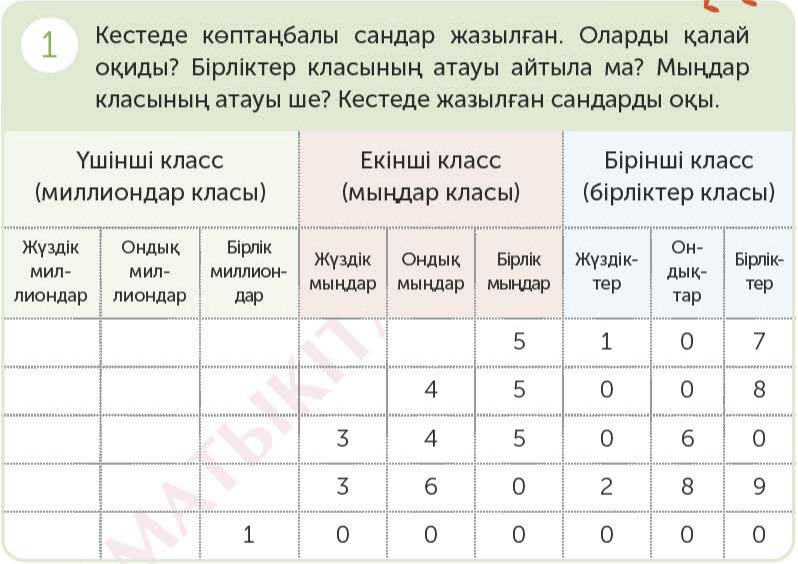 1
Кестеде көптаңбалы сандар жазылған. Оларды қалай
оқиды? Бірліктер класының атауы айтыла ма? Мыңдар
класының атауы ше? Кестеде жазылған сандарды оқы.
Үшінші класс Екінші класс Бірінші класс
(миллиондар класы) (мыңдар класы) (бірліктер класы)
Жүздік мил-лиондар
Ондық мил-лиондар
Бірлік миллион-дар
Жүздік мыңдар
Ондық мыңдар
Бірлік мыңдар
Жүздік-тер
Он-дық-тар
Бірлік-тер
5 1 0 7
4 5 0 0 8
3 4 5 0 6 0
3 6 0 2 8 9
1 0 0 0 0 0 0